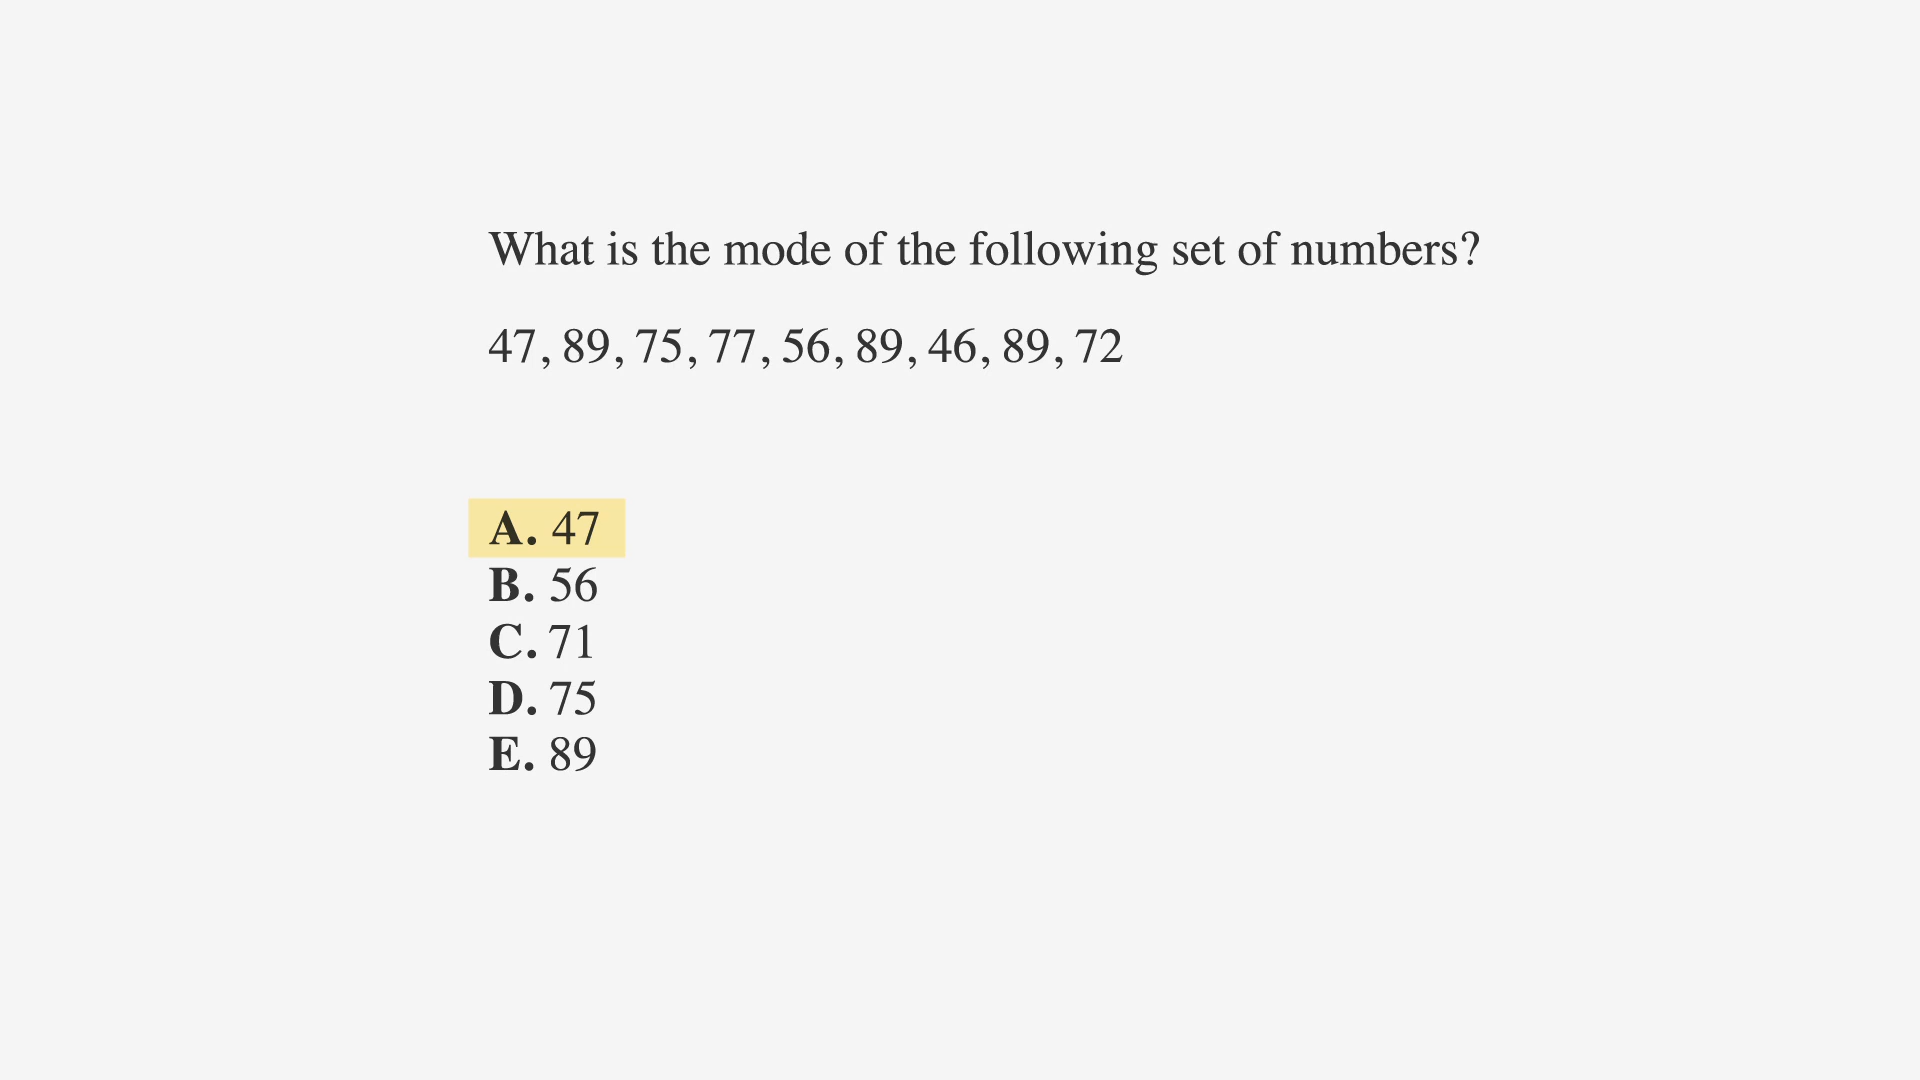 What is the mode of the following set of numbers?
47, 89, 75, 77, 56, 89, 46, 89, 72
A. 47
B. 56
C. 71
D. 75
E. 89